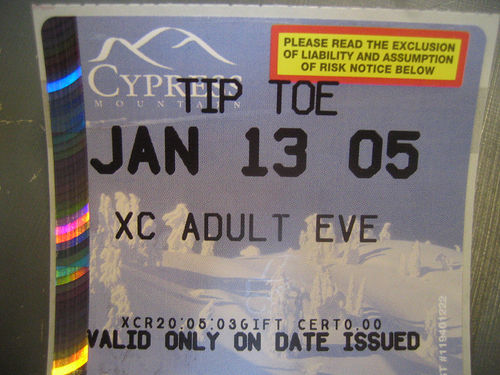 CYPRESS
MOUNTAIN
PLEASE READ THE EXCLUSION
OF LIABILITY AND ASSUMPTION
OF RISK NOTICE BELOW
TIP TOE
JAN 13 05
XC ADULT EVE
XCR20:05:03GIFT CERT0.00
VALID ONLY ON DATE ISSUED
#119401222